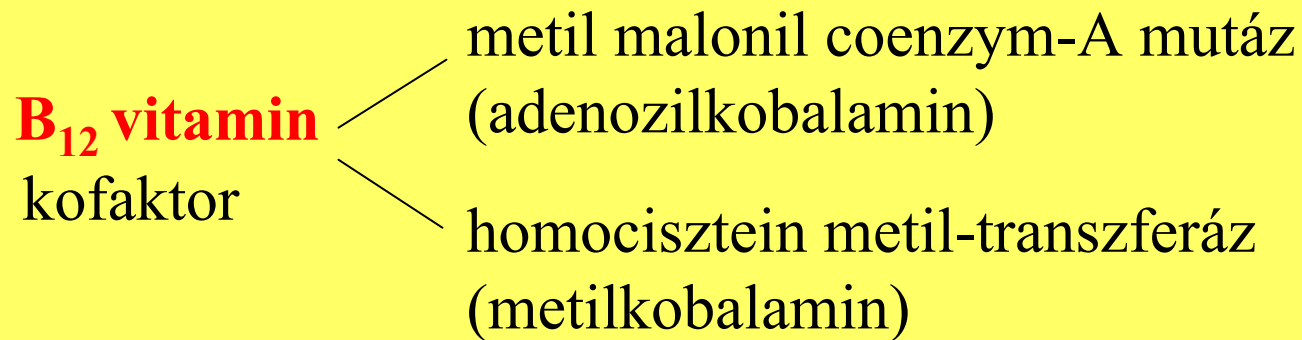 metil malonil coenzym-A mutáz
(adenozilkobalamin)
B12 vitamin
kofaktor
homocisztein metil-transzferáz
(metilkobalamin)